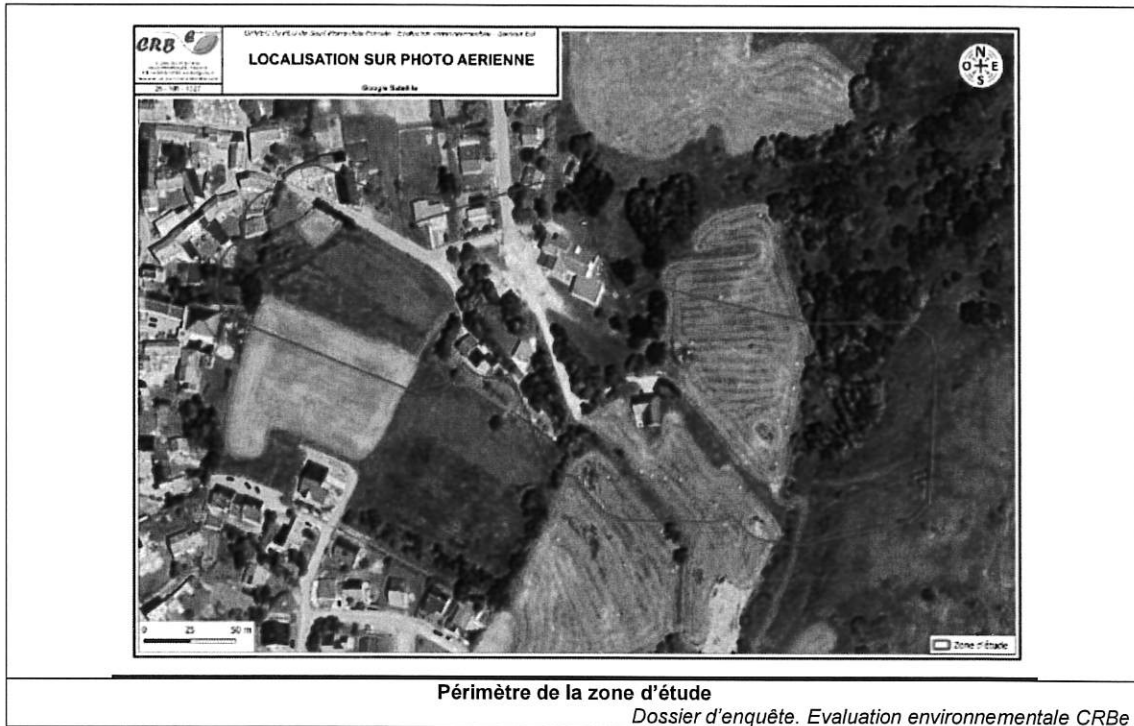 CRBe
LOCALISATION SUR PHOTO AERIENNE
Google Satellite
N
O E
S
0 25 50 m
Zone d'étude
Périmètre de la zone d'étude
Dossier d'enquête. Evaluation environnementale CRBe